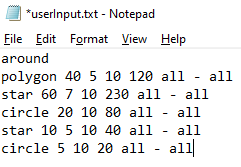 *userInput.txt - Notepad
File Edit Format View Help
around
polygon 40 5 10 120 all - all
star 60 7 10 230 all - all
circle 20 10 80 all - all
star 10 5 10 40 all - all
circle 5 10 20 all - all